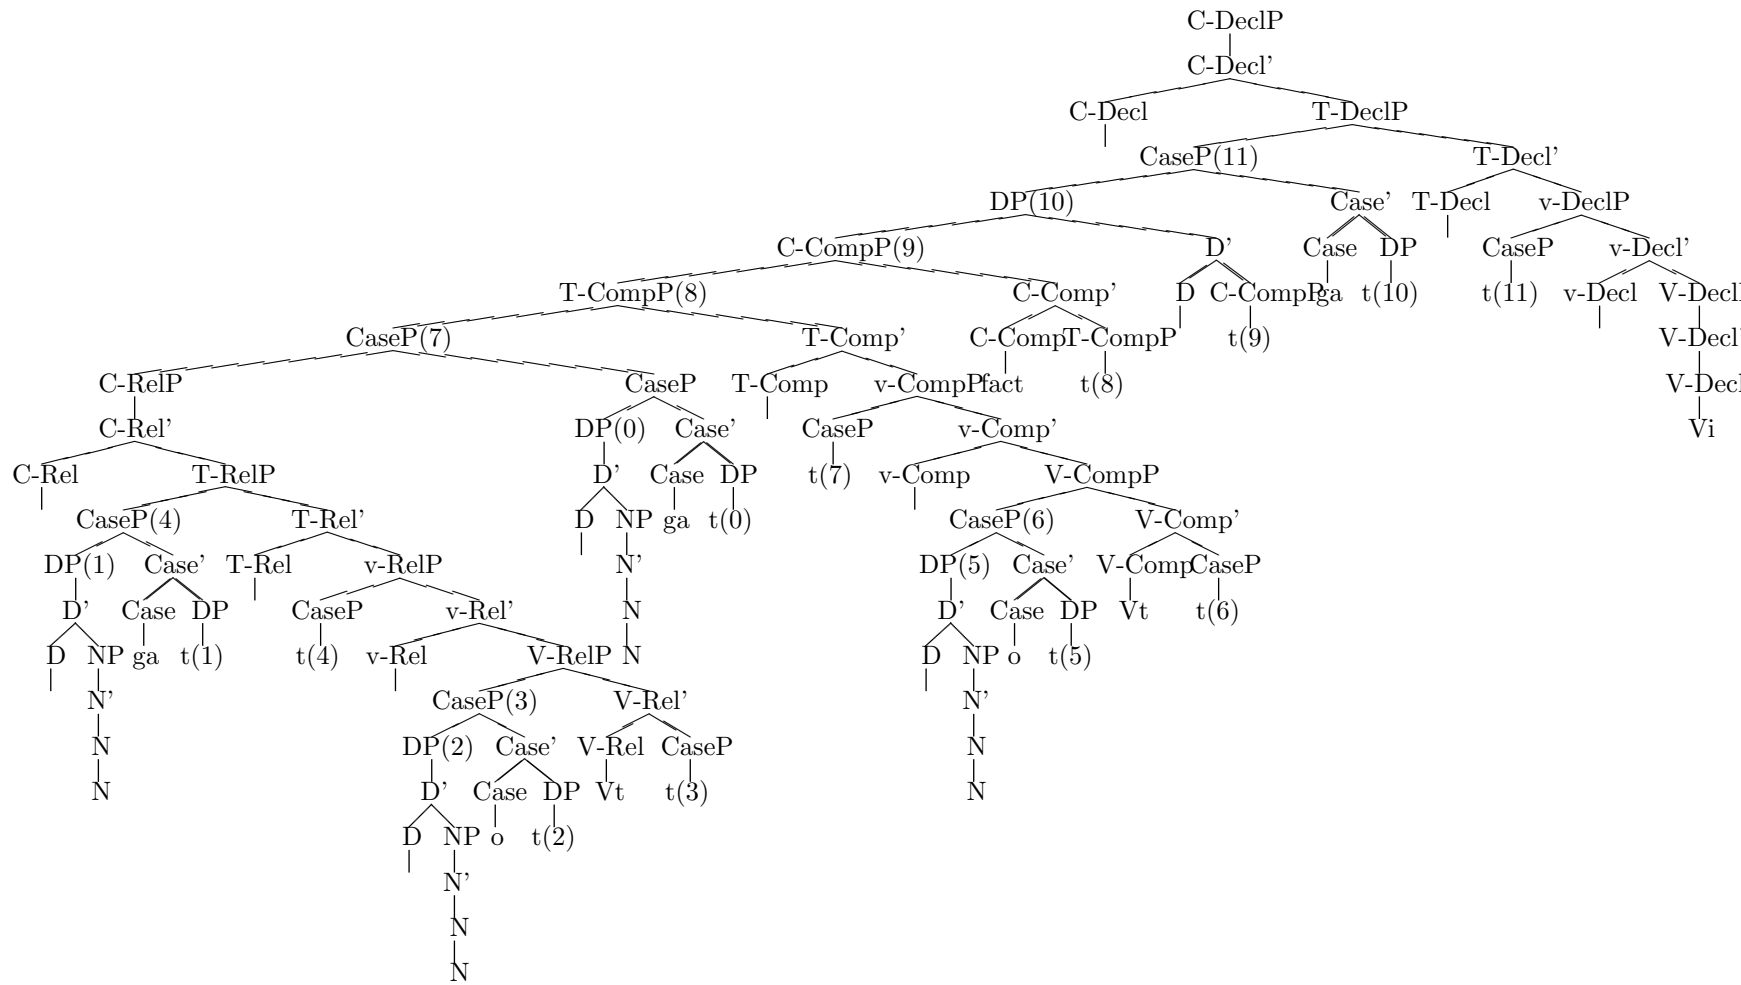 C-DeclP
C-Decl'
C-Decl T-DeclP
CaseP(11) T-Decl'
DP(10) Case' T-Decl v-DeclP
C-CompP(9) D' Case DP CaseP v-Decl'
T-CompP(8) C-Comp' D C-CompP ga t(10) t(11) v-Decl V-Decl
CaseP(7) T-Comp' C-Comp T-CompP t(9) V-Decl'
C-RelP CaseP T-Comp v-CompP fact t(8) V-Decl
C-Rel' DP(0) Case' CaseP v-Comp' Vi
C-Rel T-RelP D' Case DP t(7) v-Comp V-CompP
CaseP(4) T-Rel' D NP ga t(0) CaseP(6) V-Comp'
DP(1) Case' T-Rel v-RelP N' DP(5) Case' V-Comp CaseP
D' Case DP CaseP v-Rel' N D' Case DP Vt t(6)
D NP ga t(1) t(4) v-Rel V-RelP N D NP o t(5)
N' CaseP(3) V-Rel' N'
N DP(2) Case' V-Rel CaseP N
N D' Case DP Vt t(3) N
D NP o t(2)
N'
N
N